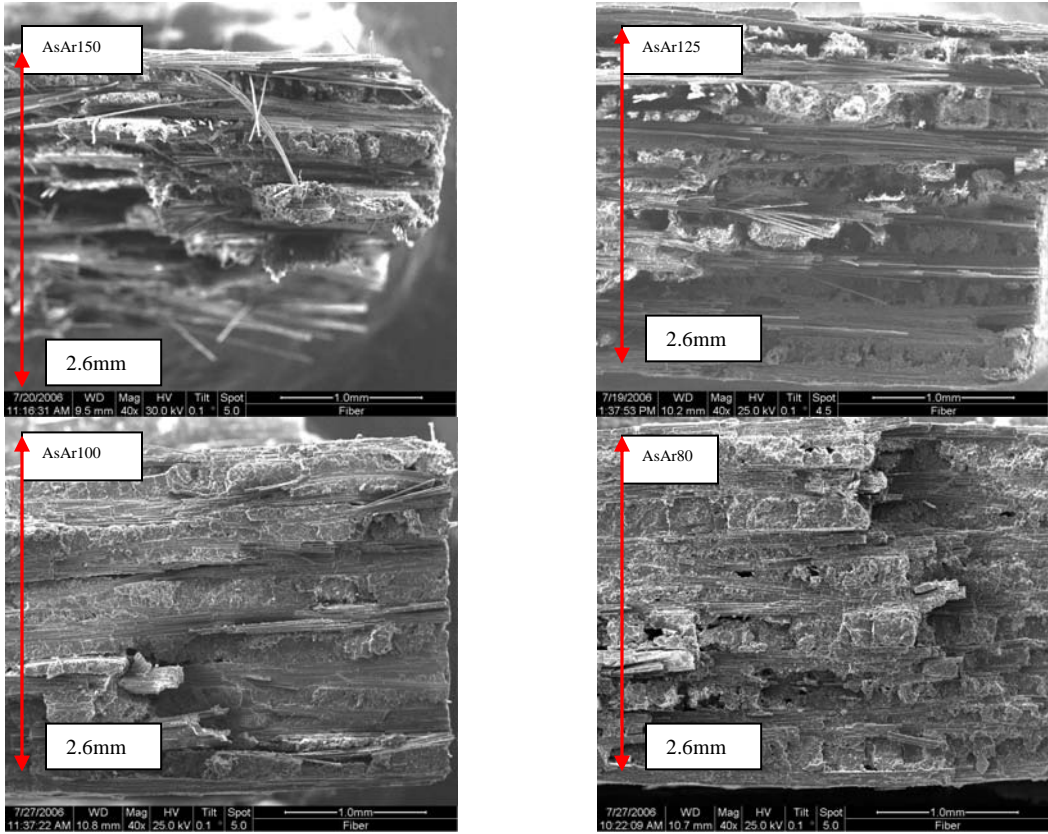 AsAr150
2.6mm
7/20/2006 WD Mag HV Tilt Spot 1.0mm
11:16:31 AM 9.5 mm 40x 30.0 kV 0.1 ° 5.0 Fiber
AsAr125
2.6mm
7/19/2006 WD Mag HV Tilt Spot 1.0mm
1:37:53 PM 10.2 mm 40x 25.0 kV 0.1 ° 4.5 Fiber
AsAr100
2.6mm
7/27/2006 WD Mag HV Tilt Spot 1.0mm
11:37:22 AM 10.8 mm 40x 25.0 kV 0.1 ° 5.0 Fiber
AsAr80
2.6mm
7/27/2006 WD Mag HV Tilt Spot 1.0mm
10:22:09 AM 10.7 mm 40x 25.0 kV 0.1 ° 5.0 Fiber